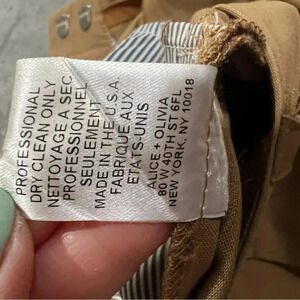 PROFESSIONAL
DRY CLEAN ONLY
NETTOYAGE A SEC
PROFESSIONNEL
SEULEMENT
MADE IN THE U.S.A.
FABRIQUE AUX
ETATS-UNIS
ALICE + OLIVIA
80 W 40TH ST 6FL
NEW YORK, NY 10018